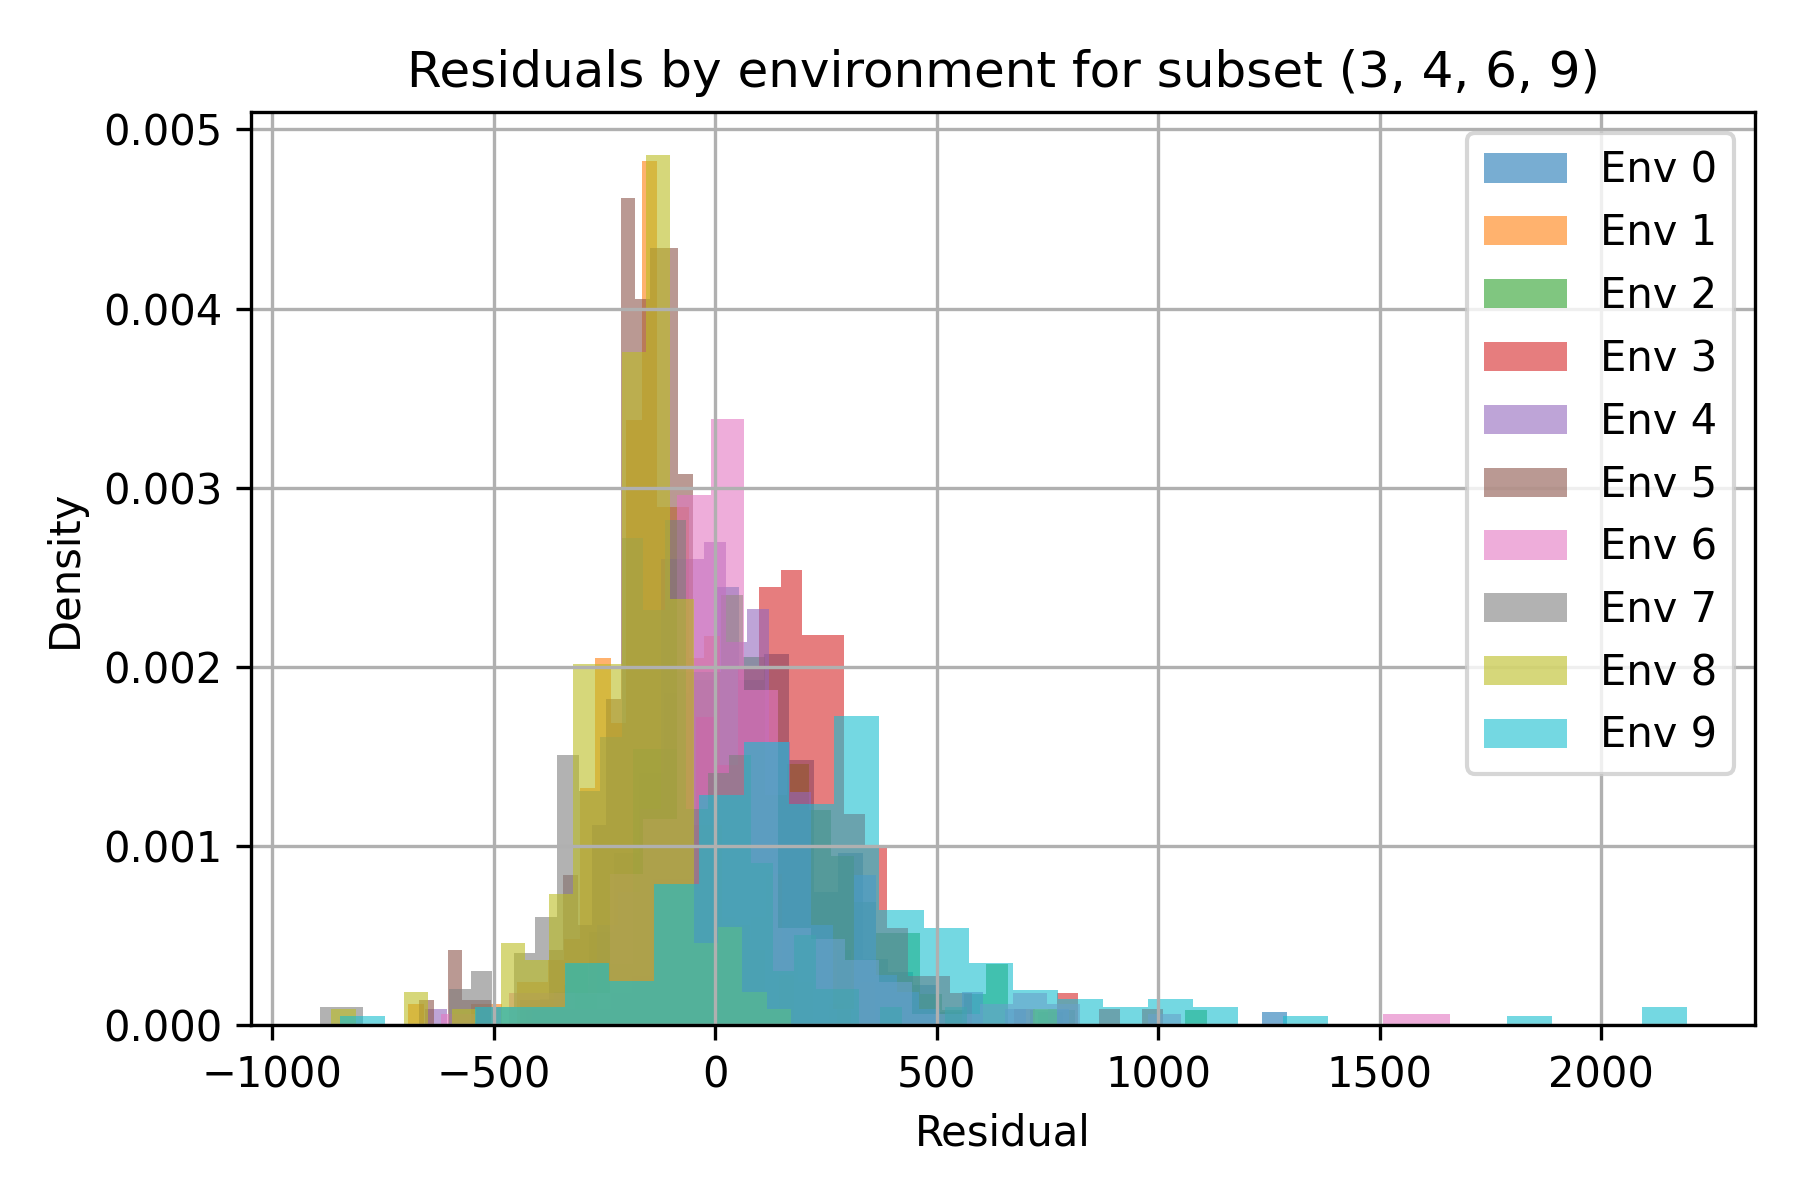 Residuals by environment for subset (3, 4, 6, 9)
0.005
0.004
0.003
0.002
0.001
0.000
Density
−1000
−500
0
500
1000
1500
2000
Residual
Env 0
Env 1
Env 2
Env 3
Env 4
Env 5
Env 6
Env 7
Env 8
Env 9